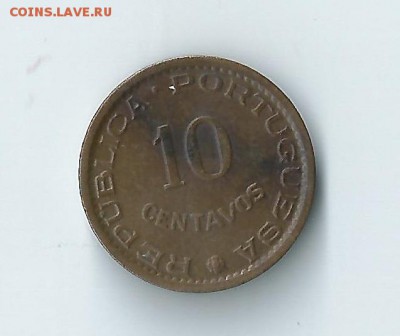 COINS.LAVE.RU
REPUBLICA · PORTUGUESA
10
CENTAVOS